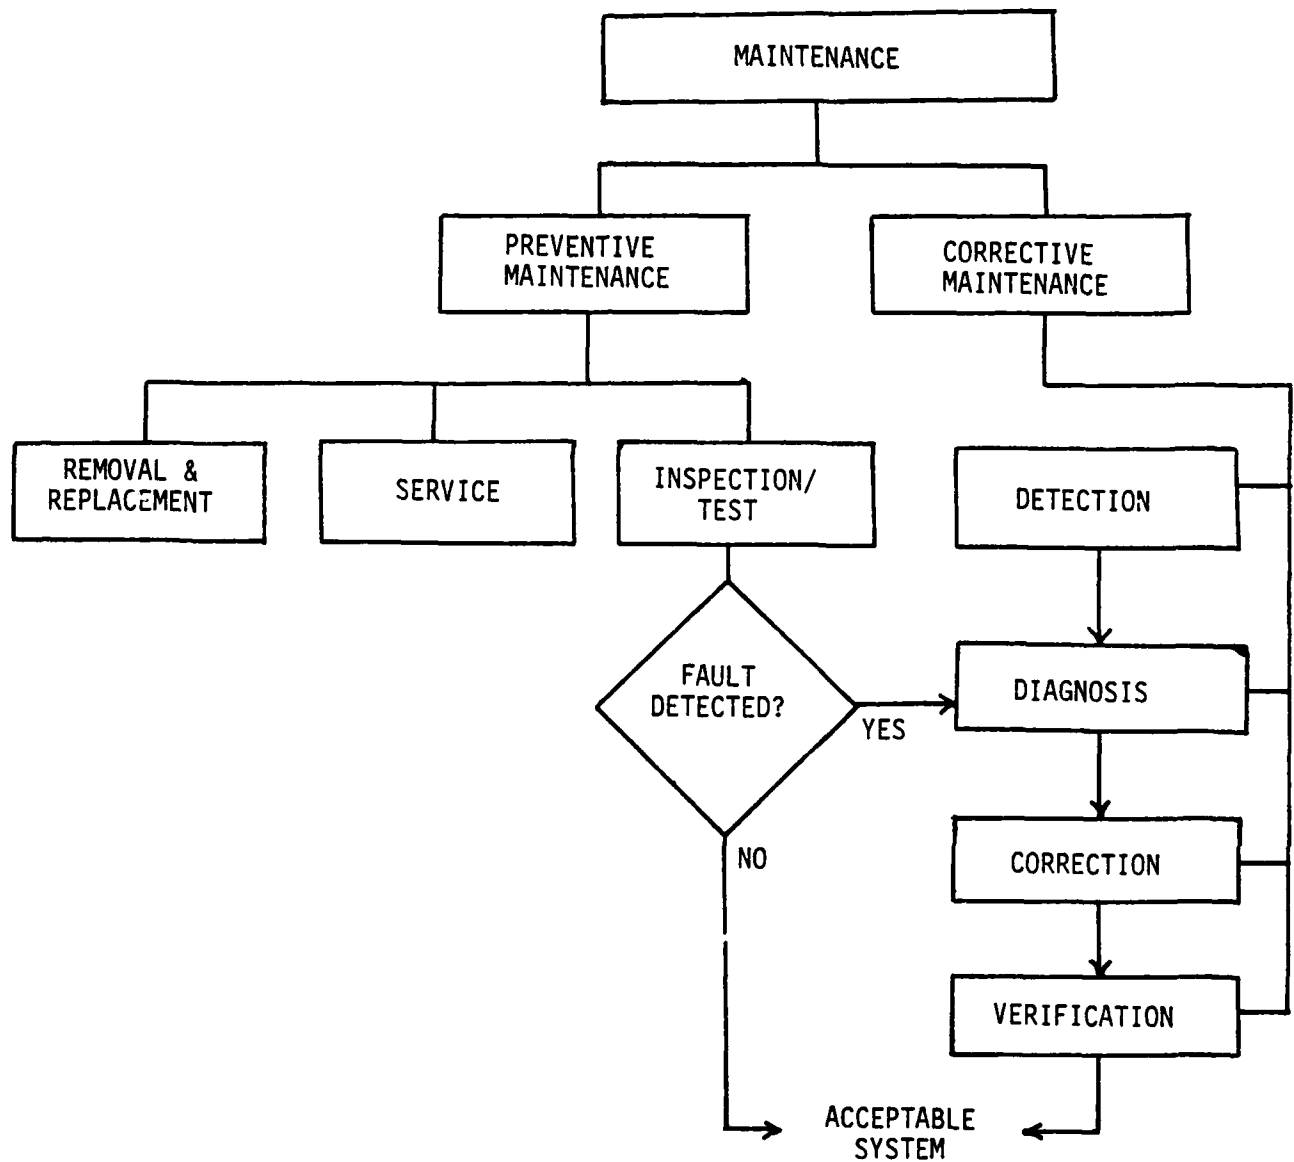 MAINTENANCE
PREVENTIVE
MAINTENANCE
CORRECTIVE
MAINTENANCE
REMOVAL &
REPLACEMENT
SERVICE
INSPECTION/
TEST
DETECTION
FAULT
DETECTED?
YES
DIAGNOSIS
NO
CORRECTION
VERIFICATION
ACCEPTABLE
SYSTEM